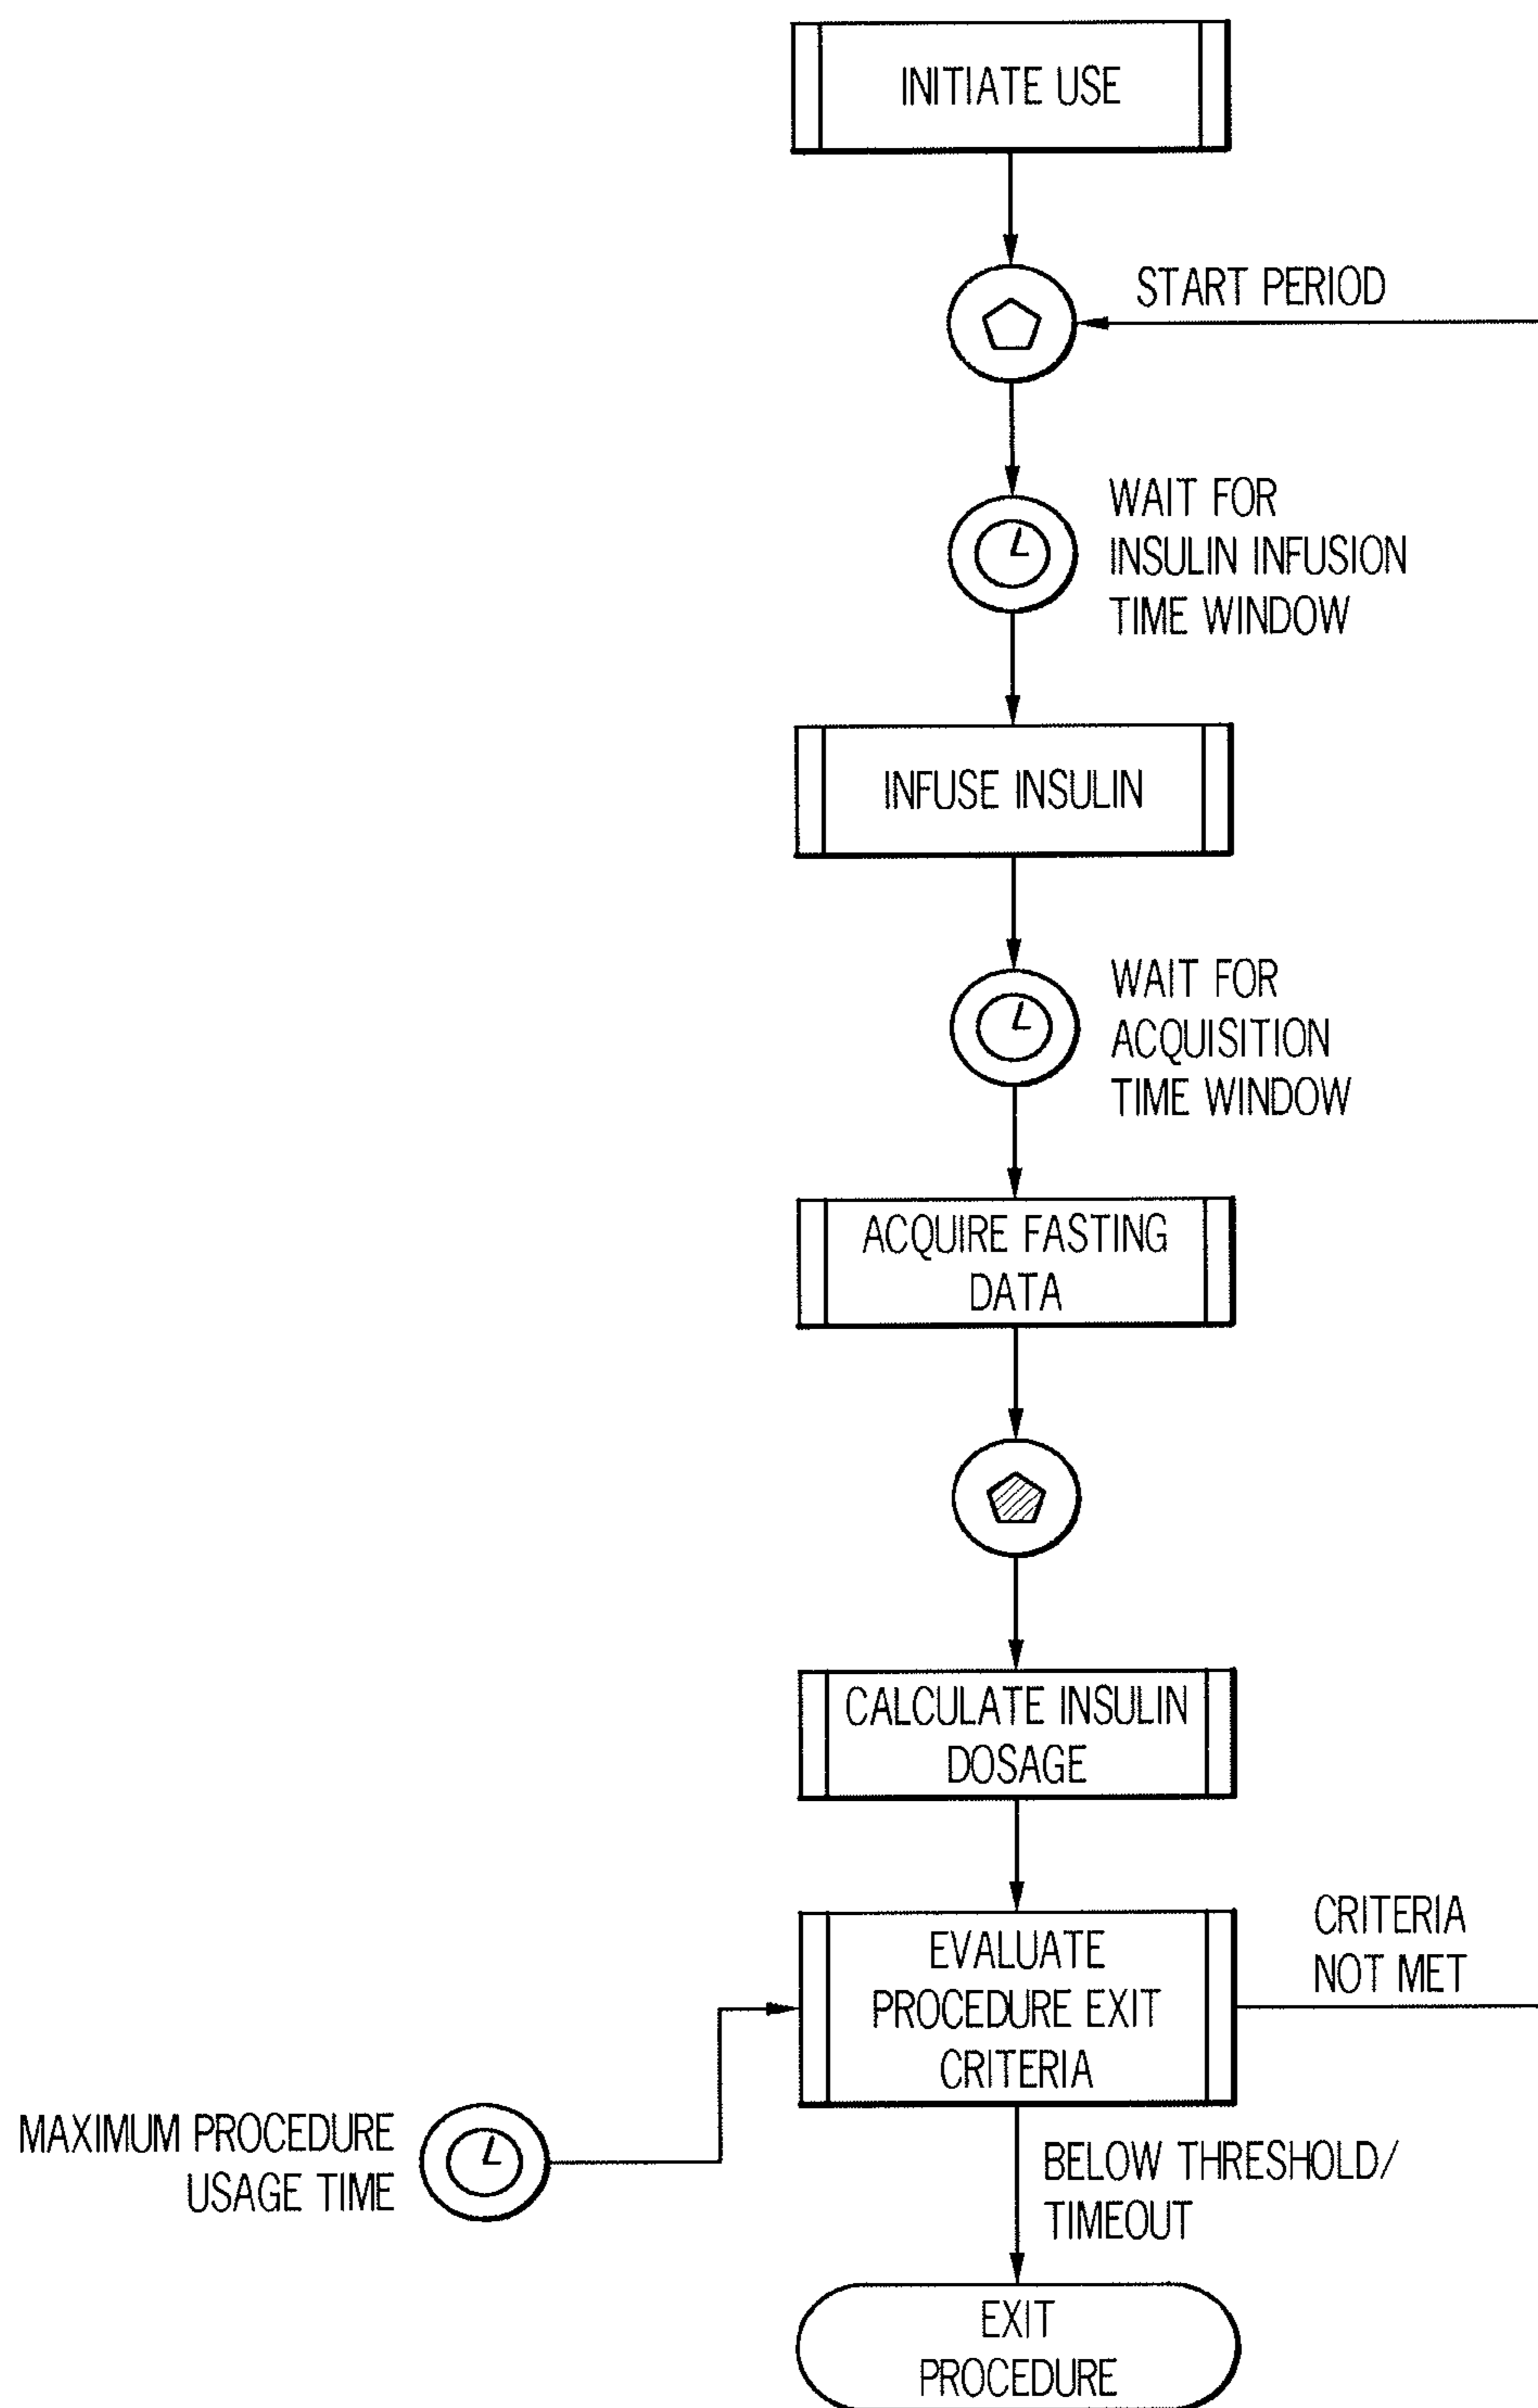 INITIATE USE
START PERIOD
WAIT FOR
INSULIN INFUSION
TIME WINDOW
INFUSE INSULIN
WAIT FOR
ACQUISITION
TIME WINDOW
ACQUIRE FASTING
DATA
CALCULATE INSULIN
DOSAGE
EVALUATE
PROCEDURE EXIT
CRITERIA
CRITERIA
NOT MET
MAXIMUM PROCEDURE
USAGE TIME
BELOW THRESHOLD/
TIMEOUT
EXIT
PROCEDURE